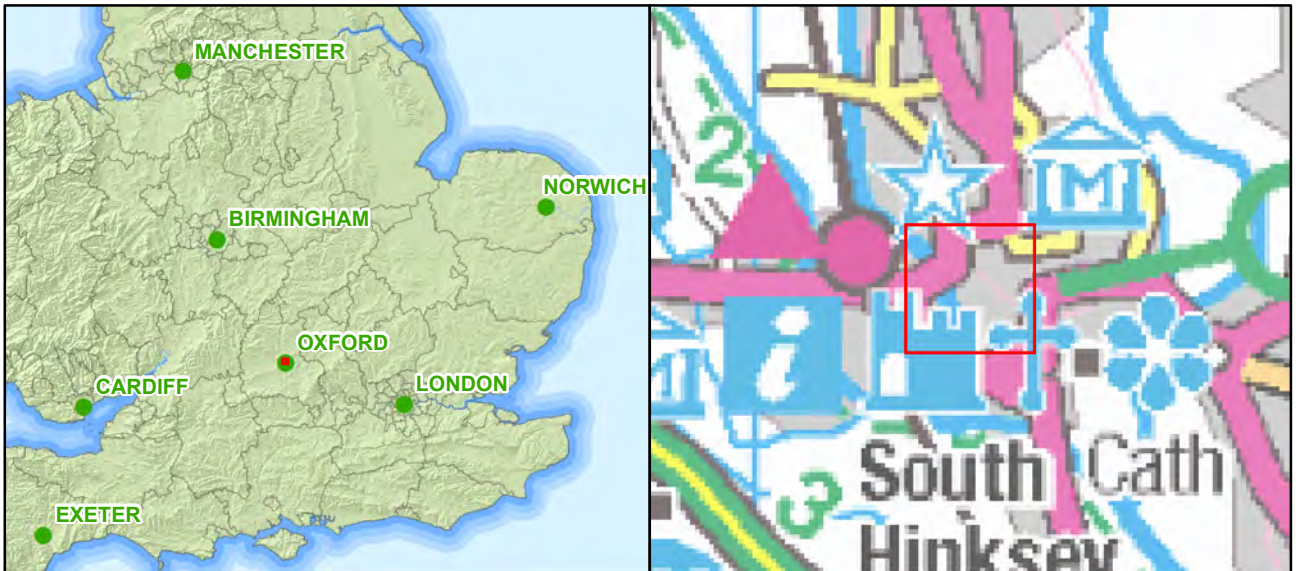 MANCHESTER
NORWICH
BIRMINGHAM
OXFORD
CARDIFF
LONDON
EXETER
2
M
i
South
Cath
3
Hinksey